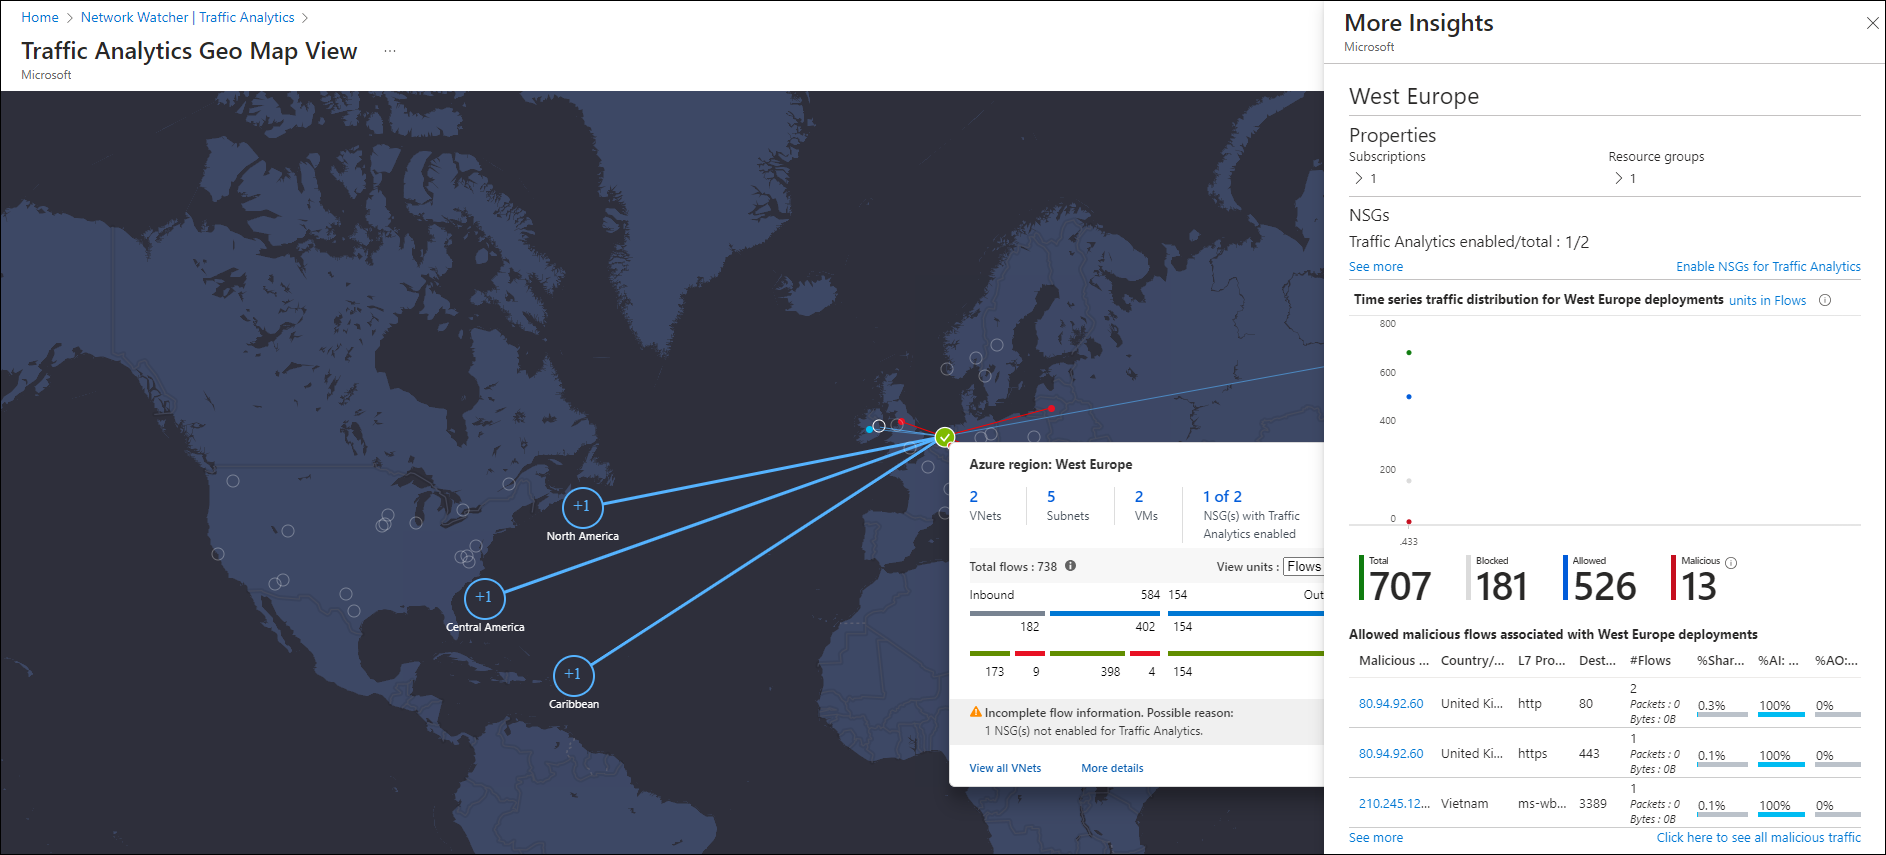 Home > Network Watcher | Traffic Analytics >
Traffic Analytics Geo Map View ...
Microsoft
North America
+1
Central America
+1
Caribbean
+1
Azure region: West Europe
2 5 2 1 of 2
VNets Subnets VMs NSG(s) with Traffic
Analytics enabled
Total flows : 738 View units : Flows
Inbound 584 154 Out
182 402 154
173 9 398 4 154
Incomplete flow information. Possible reason:
1 NSG(s) not enabled for Traffic Analytics.
View all VNets More details
More Insights
Microsoft
West Europe
Properties
Subscriptions Resource groups
> 1 > 1
NSGs
Traffic Analytics enabled/total : 1/2
See more Enable NSGs for Traffic Analytics
Time series traffic distribution for West Europe deployments units in Flows
800
600
400
200
0
.433
Total Blocked Allowed Malicious
707 181 526 13
Allowed malicious flows associated with West Europe deployments
Malicious ... Country/... L7 Pro... Dest... #Flows %Shar... %AI: ... %AO:...
80.94.92.60 United Ki... http 80 2 0.3% 100% 0%
Packets : 0
Bytes : 0B
80.94.92.60 United Ki... https 443 1 0.1% 100% 0%
Packets : 0
Bytes : 0B
210.245.12... Vietnam ms-wb... 3389 1 0.1% 100% 0%
Packets : 0
Bytes : 0B
See more Click here to see all malicious traffic